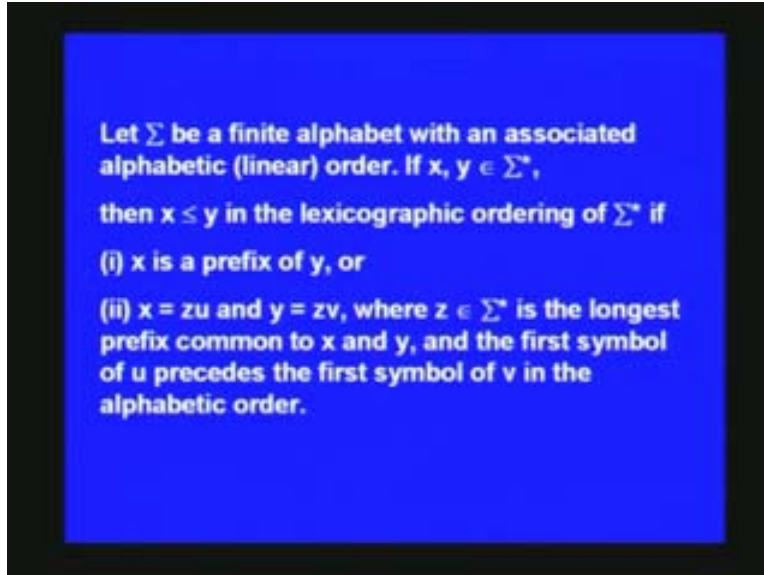 Let Σ be a finite alphabet with an associated
alphabetic (linear) order. If x, y ∈ Σ*,
then x ≤ y in the lexicographic ordering of Σ* if
(i) x is a prefix of y, or
(ii) x = zu and y = zv, where z ∈ Σ* is the longest
prefix common to x and y, and the first symbol
of u precedes the first symbol of v in the
alphabetic order.